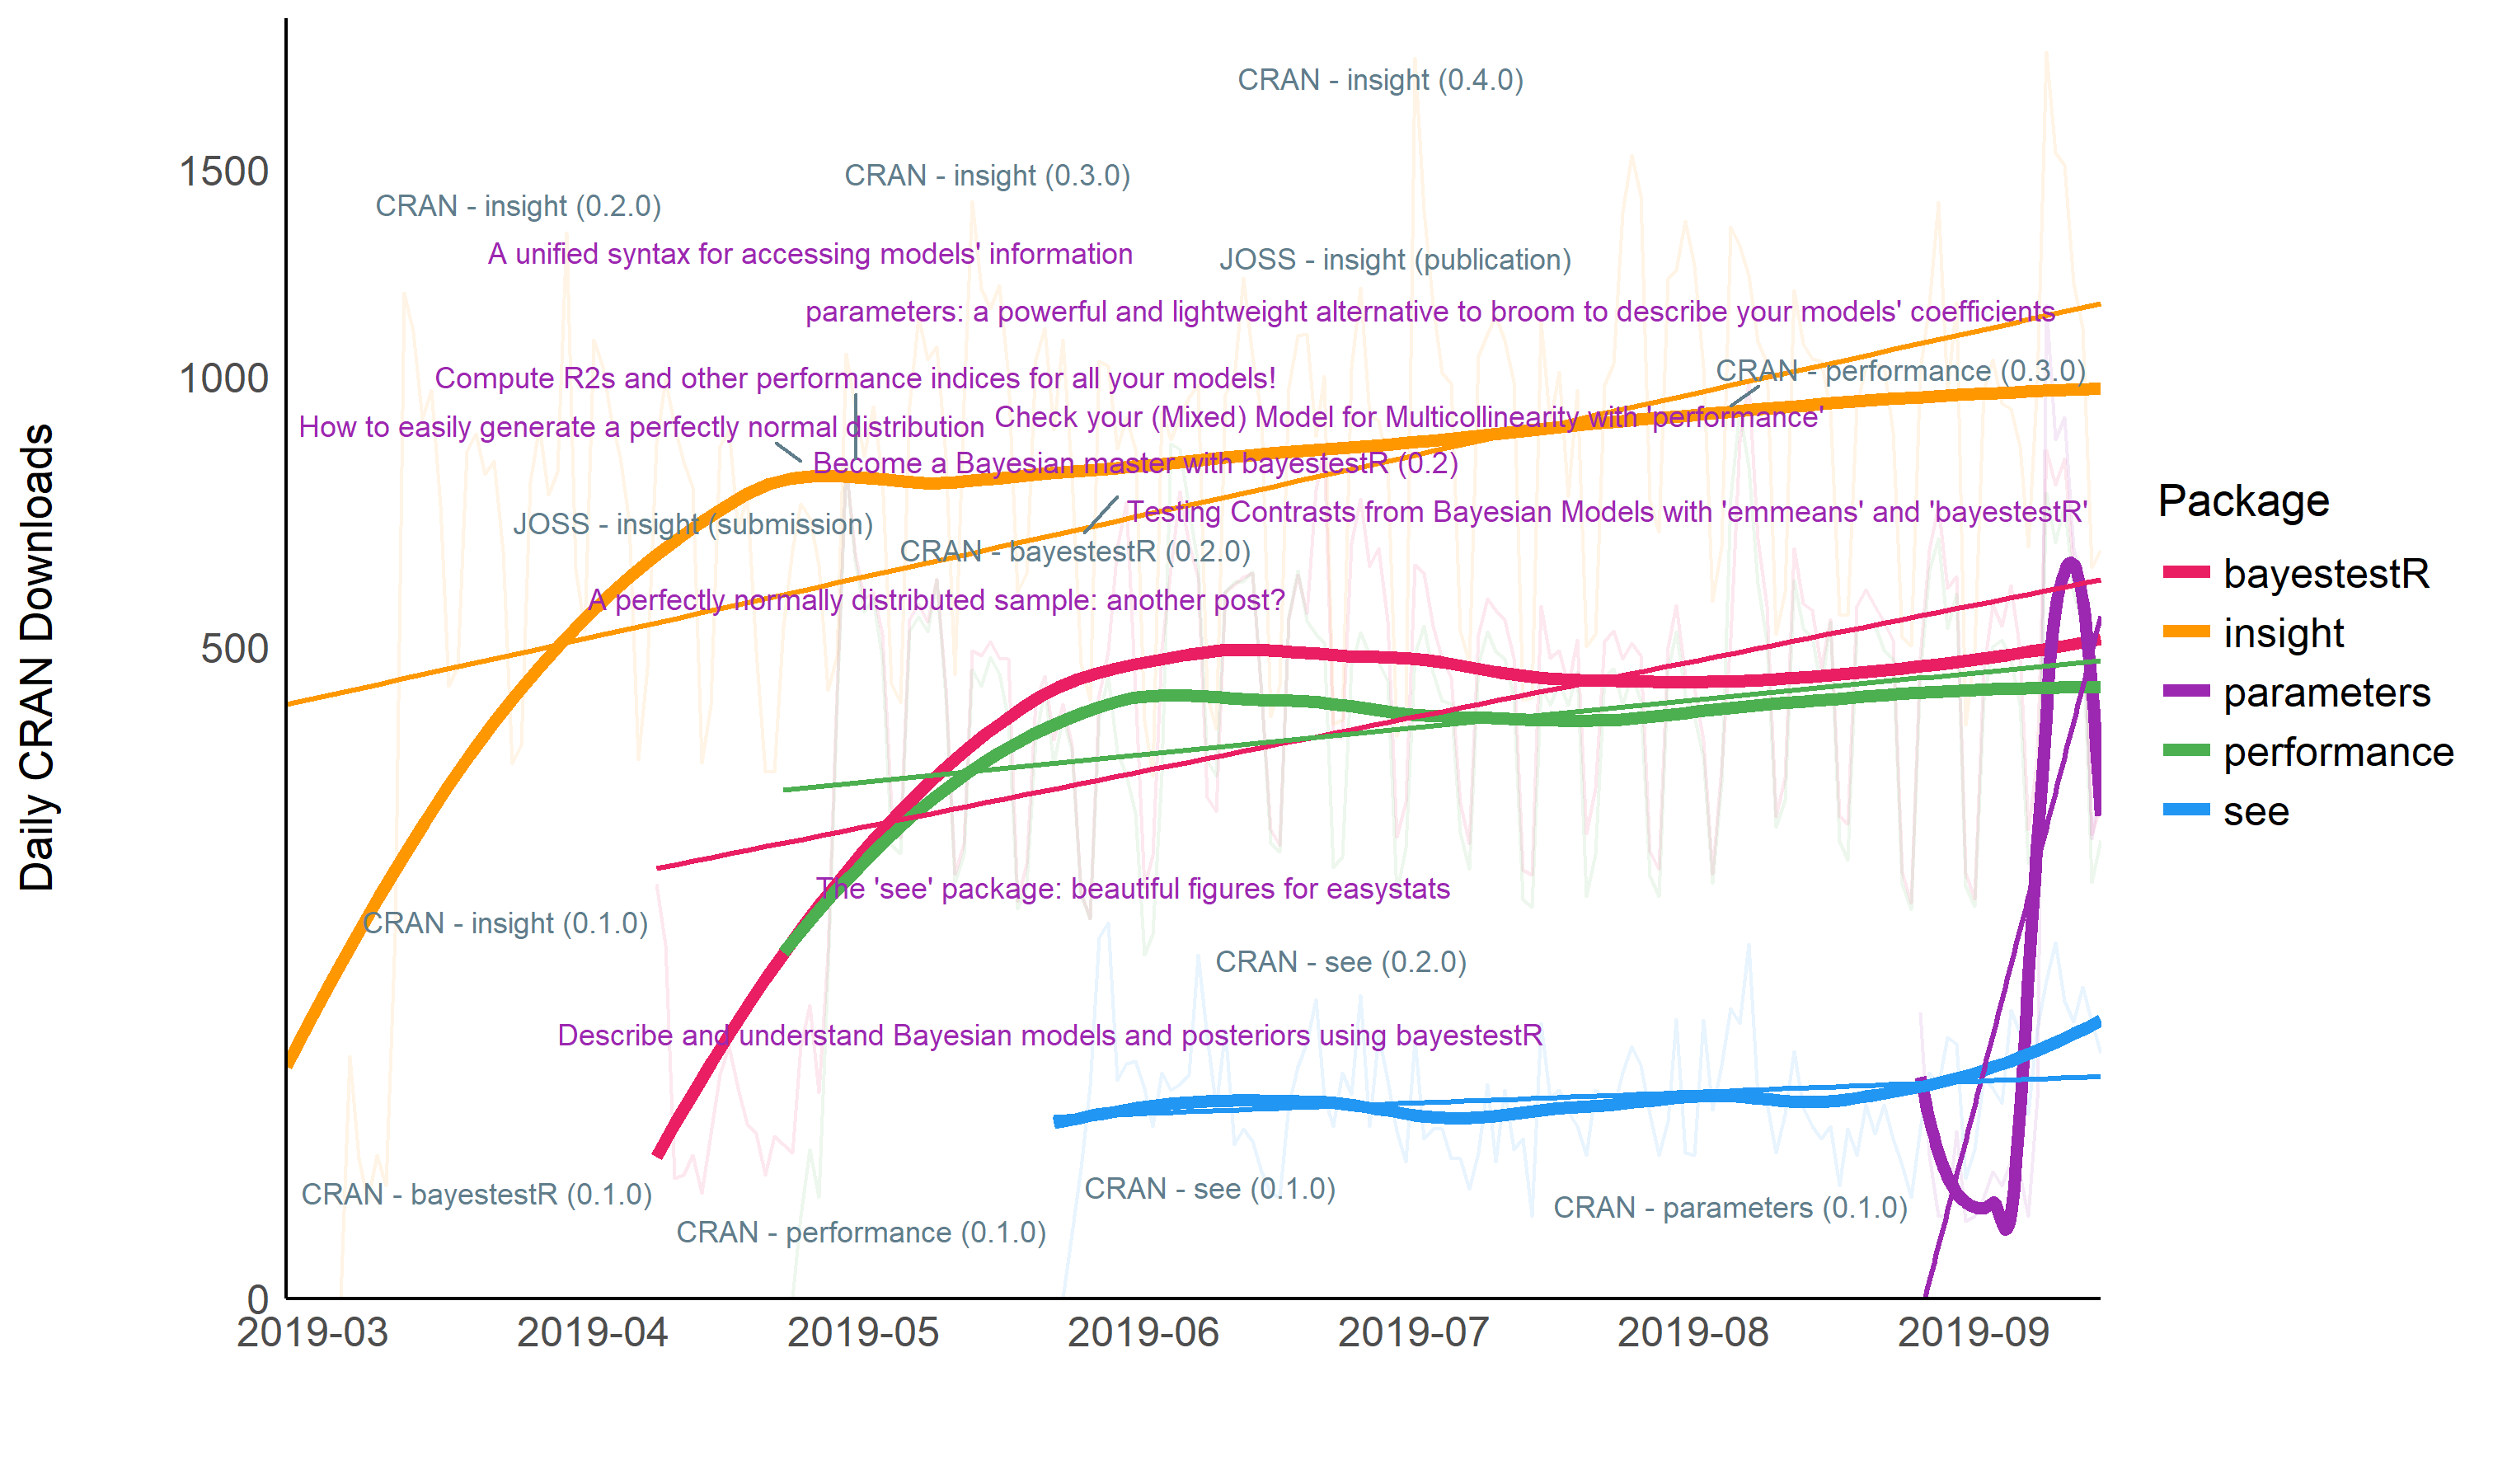 Daily CRAN Downloads
1500
1000
500
0
CRAN - insight (0.4.0)
CRAN - insight (0.3.0)
CRAN - insight (0.2.0)
A unified syntax for accessing models' information
JOSS - insight (publication)
parameters: a powerful and lightweight alternative to broom to describe your models' coefficients
CRAN - performance (0.3.0)
Compute R2s and other performance indices for all your models!
Check your (Mixed) Model for Multicollinearity with 'performance'
How to easily generate a perfectly normal distribution
Become a Bayesian master with bayestestR (0.2)
Testing Contrasts from Bayesian Models with 'emmeans' and 'bayestestR'
JOSS - insight (submission)
CRAN - bayestestR (0.2.0)
A perfectly normally distributed sample: another post?
The 'see' package: beautiful figures for easystats
CRAN - insight (0.1.0)
CRAN - see (0.2.0)
Describe and understand Bayesian models and posteriors using bayestestR
CRAN - see (0.1.0)
CRAN - bayestestR (0.1.0)
CRAN - parameters (0.1.0)
CRAN - performance (0.1.0)
2019-03
2019-04
2019-05
2019-06
2019-07
2019-08
2019-09
Package
bayestestR
insight
parameters
performance
see